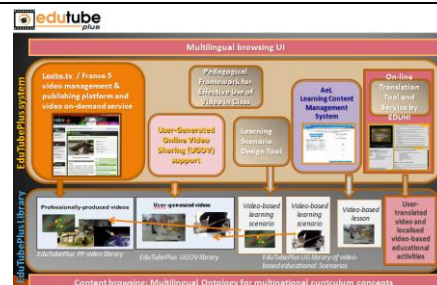 edutube
plus
Multilingual browsing UI
EduTubePlus system
Lesite.tv / France 5
video management &
publishing platform and
video on-demand service
Pedagogical
Framework for
Effective Use of
Video in Class
User-Generated
Online Video
Sharing (UGOV)
support
Learning
Scenario
Design Tool
AeL
Learning Content
Management
System
On-line
Translation
Tool and
Service by
EDUHI
EduTubePlus Library
Professionally-produced videos
EduTubePlus PP video library
User-generated videos
EduTubePlus UGOV library
Video-based
learning
scenario
Video-based
learning
scenario
Video-based
lesson
EduTubePlus UG library of video-
based educational Scenarios
User-
translated
video and
localised
video-based
educational
activities
Content browsing: Multilingual Ontology for multinational curriculum concepts